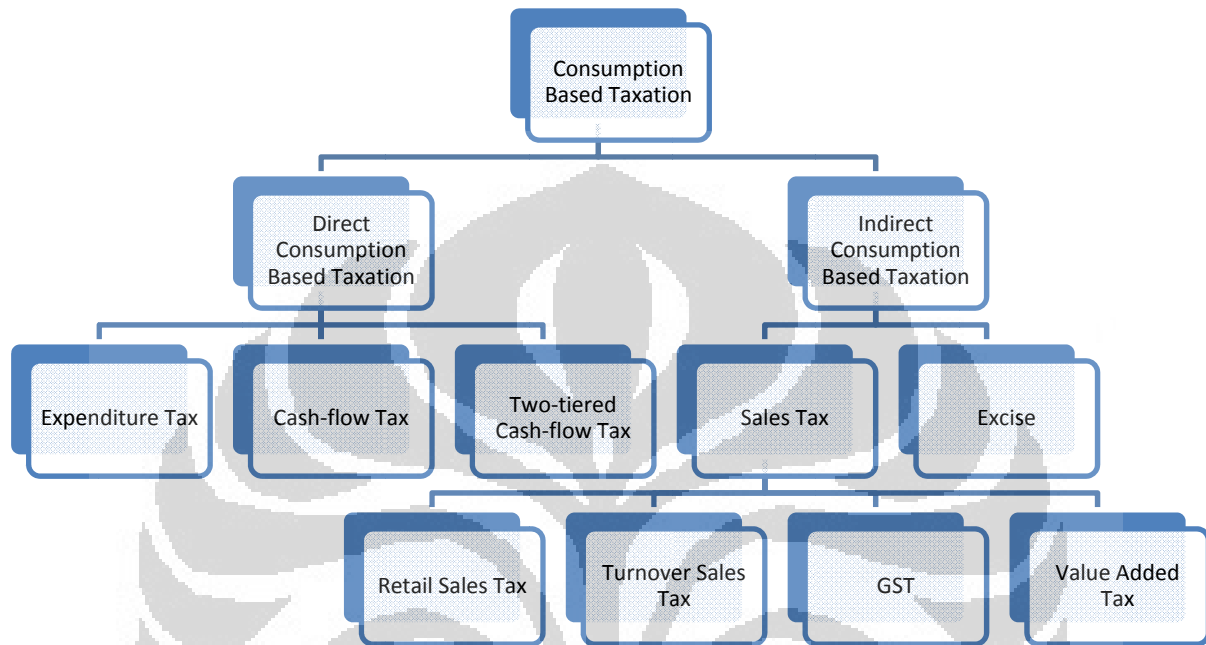 Consumption
Based Taxation
Direct
Consumption
Based Taxation
Indirect
Consumption
Based Taxation
Expenditure Tax
Cash-flow Tax
Two-tiered
Cash-flow Tax
Sales Tax
Excise
Retail Sales Tax
Turnover Sales
Tax
GST
Value Added
Tax